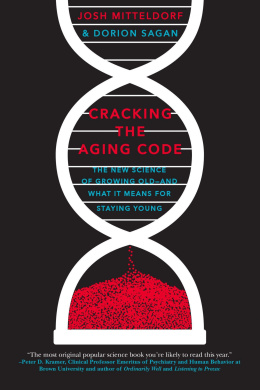 JOSH MITTELDORF
& DORION SAGAN
CRACKING
THE
AGING CODE
THE NEW SCIENCE
OF GROWING OLD—AND
WHAT IT MEANS FOR
STAYING YOUNG
"The most original popular science book you're likely to read this year."
–Peter D. Kramer, Clinical Professor Emeritus of Psychiatry and Human Behavior at
Brown University and author of Ordinarily Well and Listening to Prozac